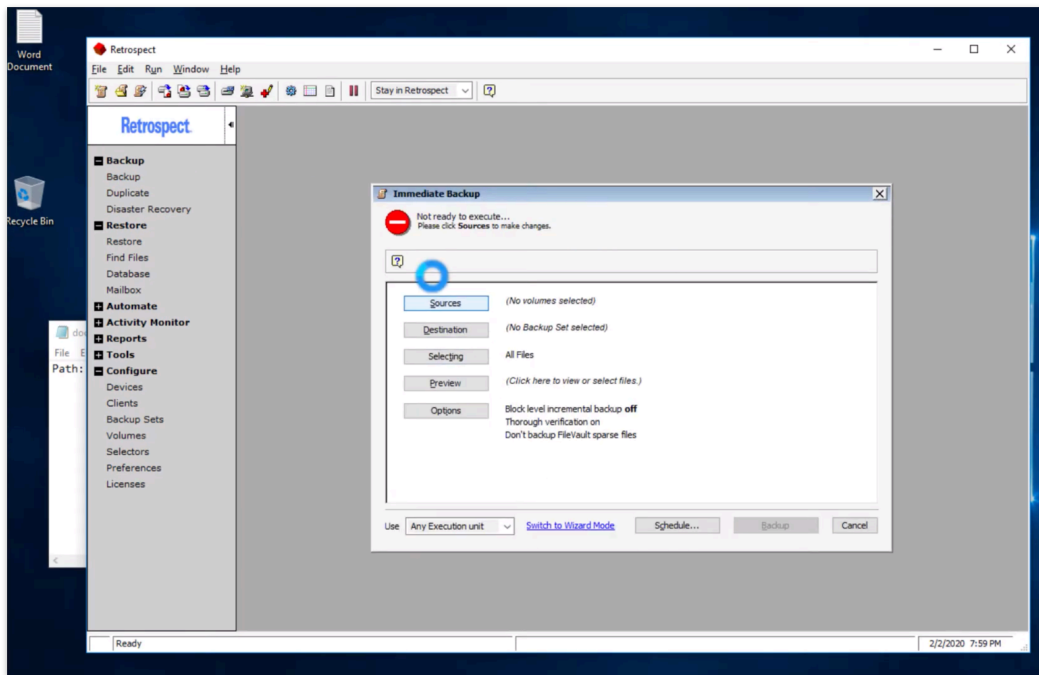 Word
Document
Recycle Bin
Retrospect
File Edit Run Window Help
Stay in Retrospect
Retrospect.
Backup
Backup
Duplicate
Disaster Recovery
Restore
Restore
Find Files
Database
Mailbox
Automate
Activity Monitor
Reports
Tools
Configure
Devices
Clients
Backup Sets
Volumes
Selectors
Preferences
Licenses
File E
Path:
Immediate Backup
Not ready to execute...
Please click Sources to make changes.
Sources (No volumes selected)
Destination (No Backup Set selected)
Selecting All Files
Preview (Click here to view or select files.)
Options Block level incremental backup off
Thorough verification on
Don't backup FileVault sparse files
Use Any Execution unit Switch to Wizard Mode Schedule... Backup Cancel
Ready 2/2/2020 7:59 PM